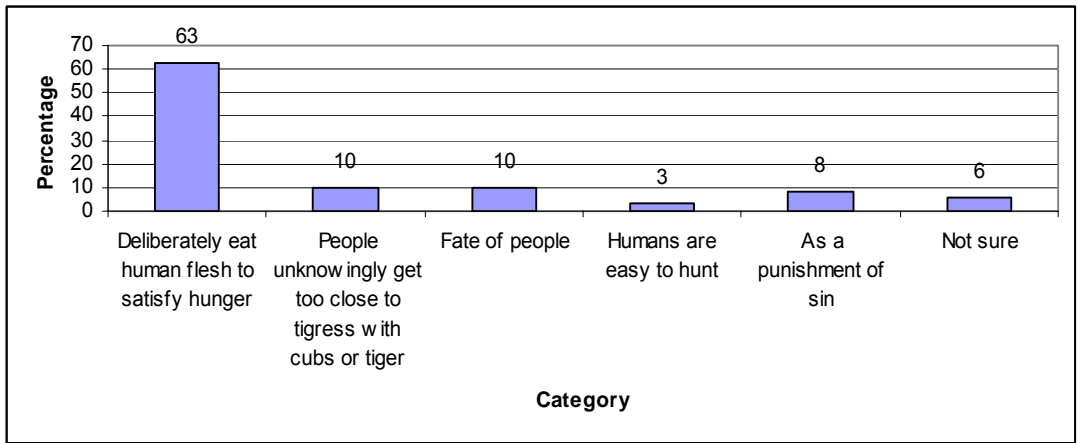 63
70
60
50
40
30
20
10
0
Percentage
10
10
3
8
6
Deliberately eat
human flesh to
satisfy hunger
People
unknowingly get
too close to
tigress with
cubs or tiger
Fate of people
Humans are
easy to hunt
As a
punishment of
sin
Not sure
Category